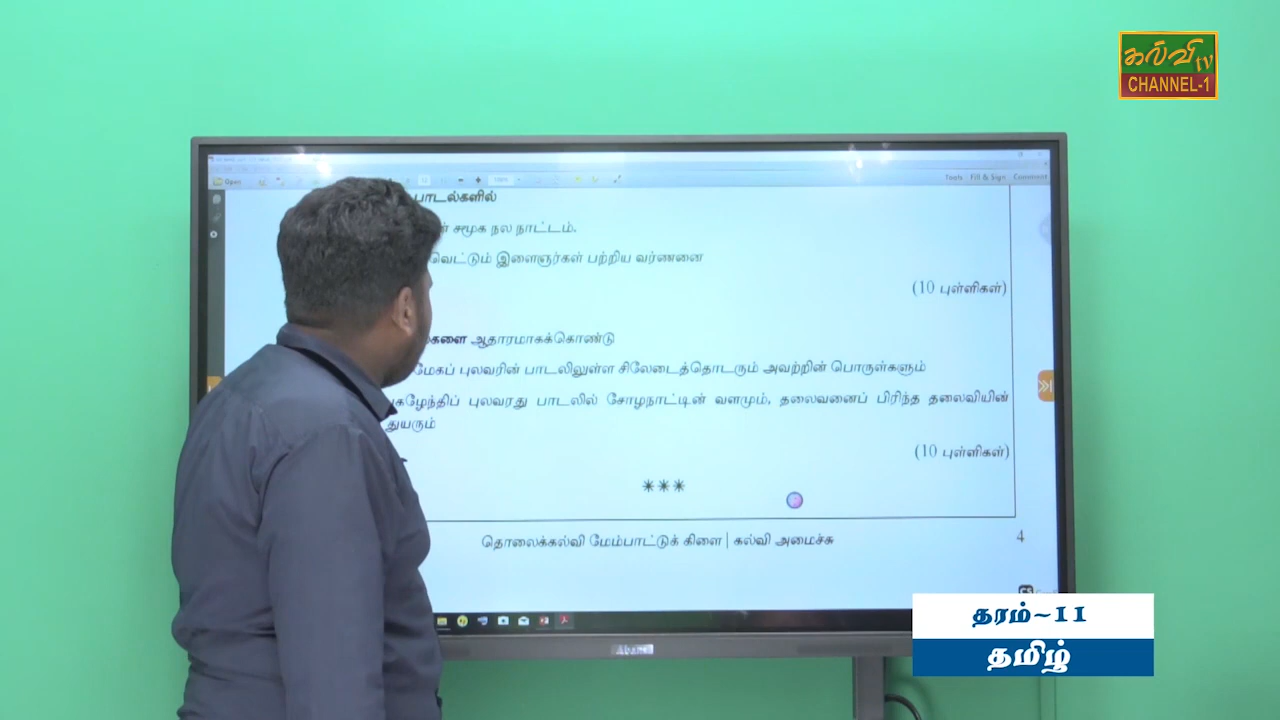 கல்வி TV
CHANNEL-1
Open
100%
Tools Fill & Sign Comment
பாடல்களில்
சமூக நல நாட்டம்.
வெட்டும் இளைஞர்கள் பற்றிய வர்ணனை
(10 புள்ளிகள்)
ஆதாரமாகக்கொண்டு
மேகப் புலவரின் பாடலிலுள்ள சிலேடைத்தொடரும் அவற்றின் பொருள்களும்
புகழேந்திப் புலவரது பாடலில் சோழநாட்டின் வளமும், தலைவனைப் பிரிந்த தலைவியின்
துயரும்
(10 புள்ளிகள்)
***
தொலைக்கல்வி மேம்பாட்டுக் கிளை | கல்வி அமைச்சு
4
தரம்-11
தமிழ்